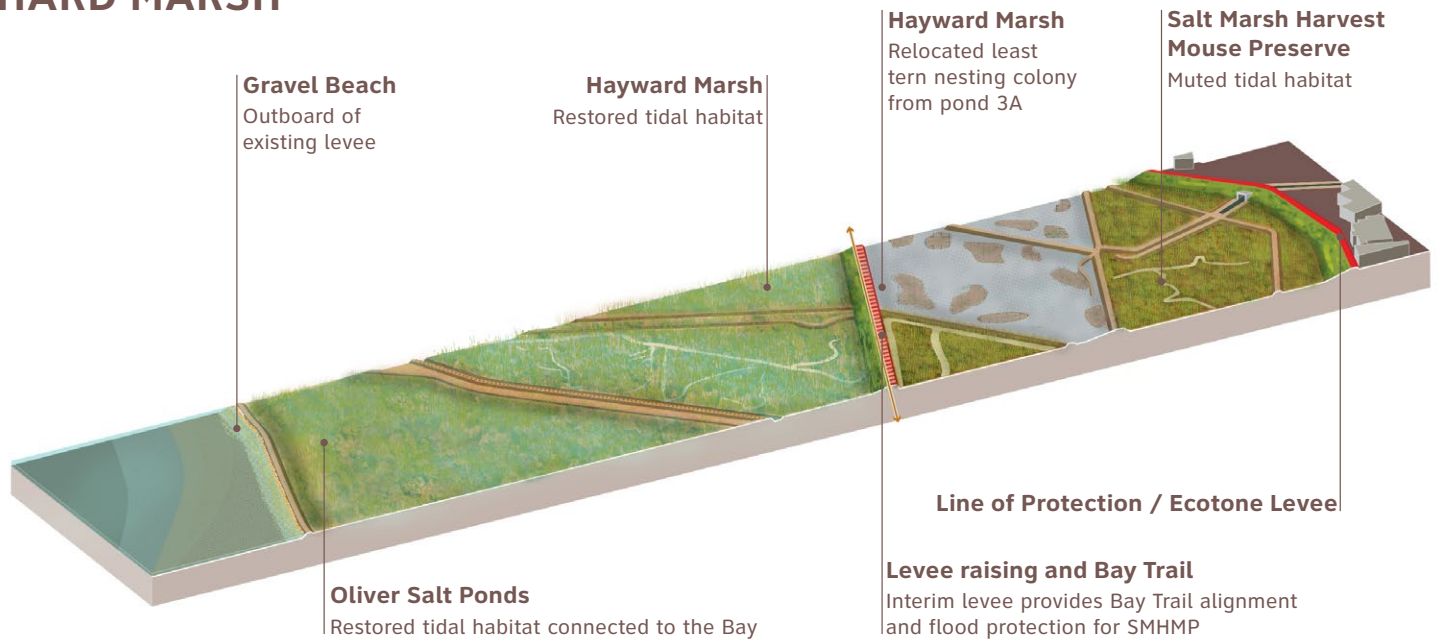 HARD MARSH
Gravel Beach
Outboard of
existing levee
Hayward Marsh
Restored tidal habitat
Hayward Marsh
Relocated least
tern nesting colony
from pond 3A
Salt Marsh Harvest
Mouse Preserve
Muted tidal habitat
Line of Protection / Ecotone Levee
Oliver Salt Ponds
Restored tidal habitat connected to the Bay
Levee raising and Bay Trail
Interim levee provides Bay Trail alignment
and flood protection for SMHMP